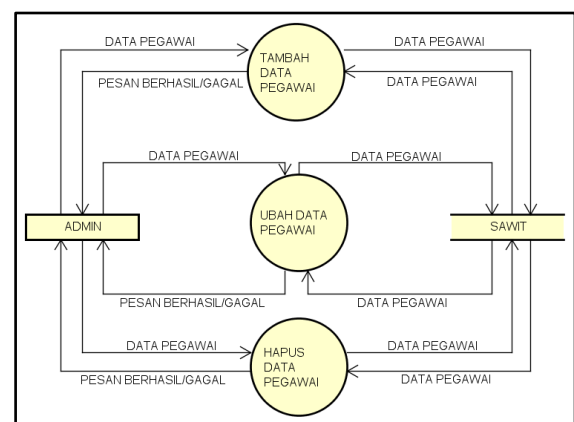 DATA PEGAWAI
DATA PEGAWAI
TAMBAH
DATA
PEGAWAI
PESAN BERHASIL/GAGAL
DATA PEGAWAI
DATA PEGAWAI
DATA PEGAWAI
ADMIN
UBAH DATA
PEGAWAI
SAWIT
PESAN BERHASIL/GAGAL
DATA PEGAWAI
DATA PEGAWAI
DATA PEGAWAI
HAPUS
DATA
PEGAWAI
PESAN BERHASIL/GAGAL
DATA PEGAWAI